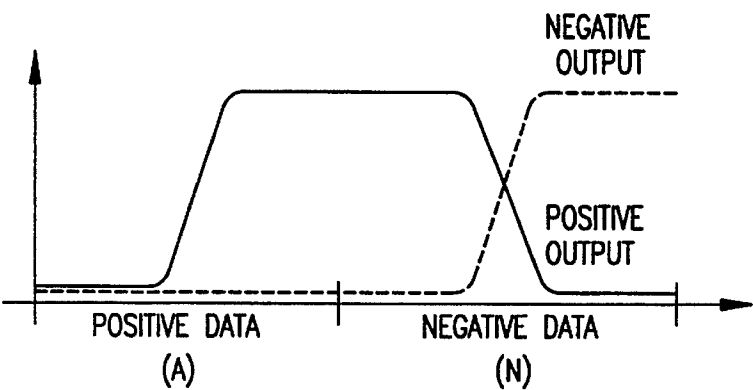 NEGATIVE
OUTPUT
POSITIVE
OUTPUT
POSITIVE DATA
(A)
NEGATIVE DATA
(N)